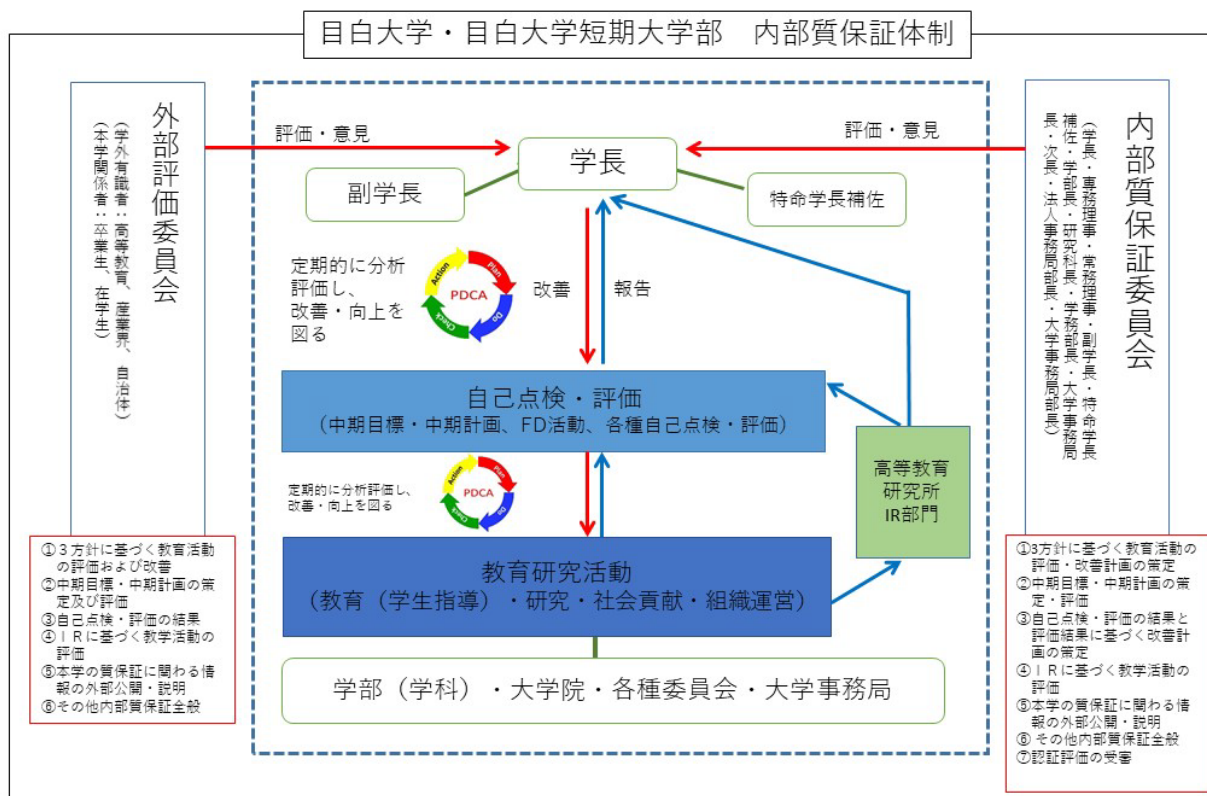 目白大学・目白大学短期大学部　内部質保証体制
外部評価委員会
(学外有識者：高等教育、産業界、自治体)
(本学関係者：卒業生、在学生)
①３方針に基づく教育活動
の評価および改善
②中期目標・中期計画の策
定及び評価
③自己点検・評価の結果
④ＩＲに基づく教学活動の
評価
⑤本学の質保証に関わる情
報の外部公開・説明
⑥その他内部質保証全般
評価・意見
評価・意見
学長
副学長
特命学長補佐
定期的に分析
評価し、
改善・向上を
図る
Action
Plan
PDCA
Check
Do
改善
報告
自己点検・評価
（中期目標・中期計画、FD活動、各種自己点検・評価）
定期的に分析評価し、
改善・向上を図る
Action
Plan
PDCA
Check
Do
高等教育
研究所
IR部門
教育研究活動
（教育（学生指導）・研究・社会貢献・組織運営）
学部（学科）・大学院・各種委員会・大学事務局
内部質保証委員会
(学長・専務理事・常務理事・副学長・特命学長
補佐・学部長・研究科長・学務部長・大学事務局
長・次長・法人事務局部長・大学事務局部長)
①3方針に基づく教育活動の
評価・改善計画の策定
②中期目標・中期計画の策
定・評価
③自己点検・評価の結果と
評価結果に基づく改善計
画の策定
④ＩＲに基づく教学活動の
評価
⑤本学の質保証に関わる情
報の外部公開・説明
⑥ その他内部質保証全般
⑦認証評価の受審